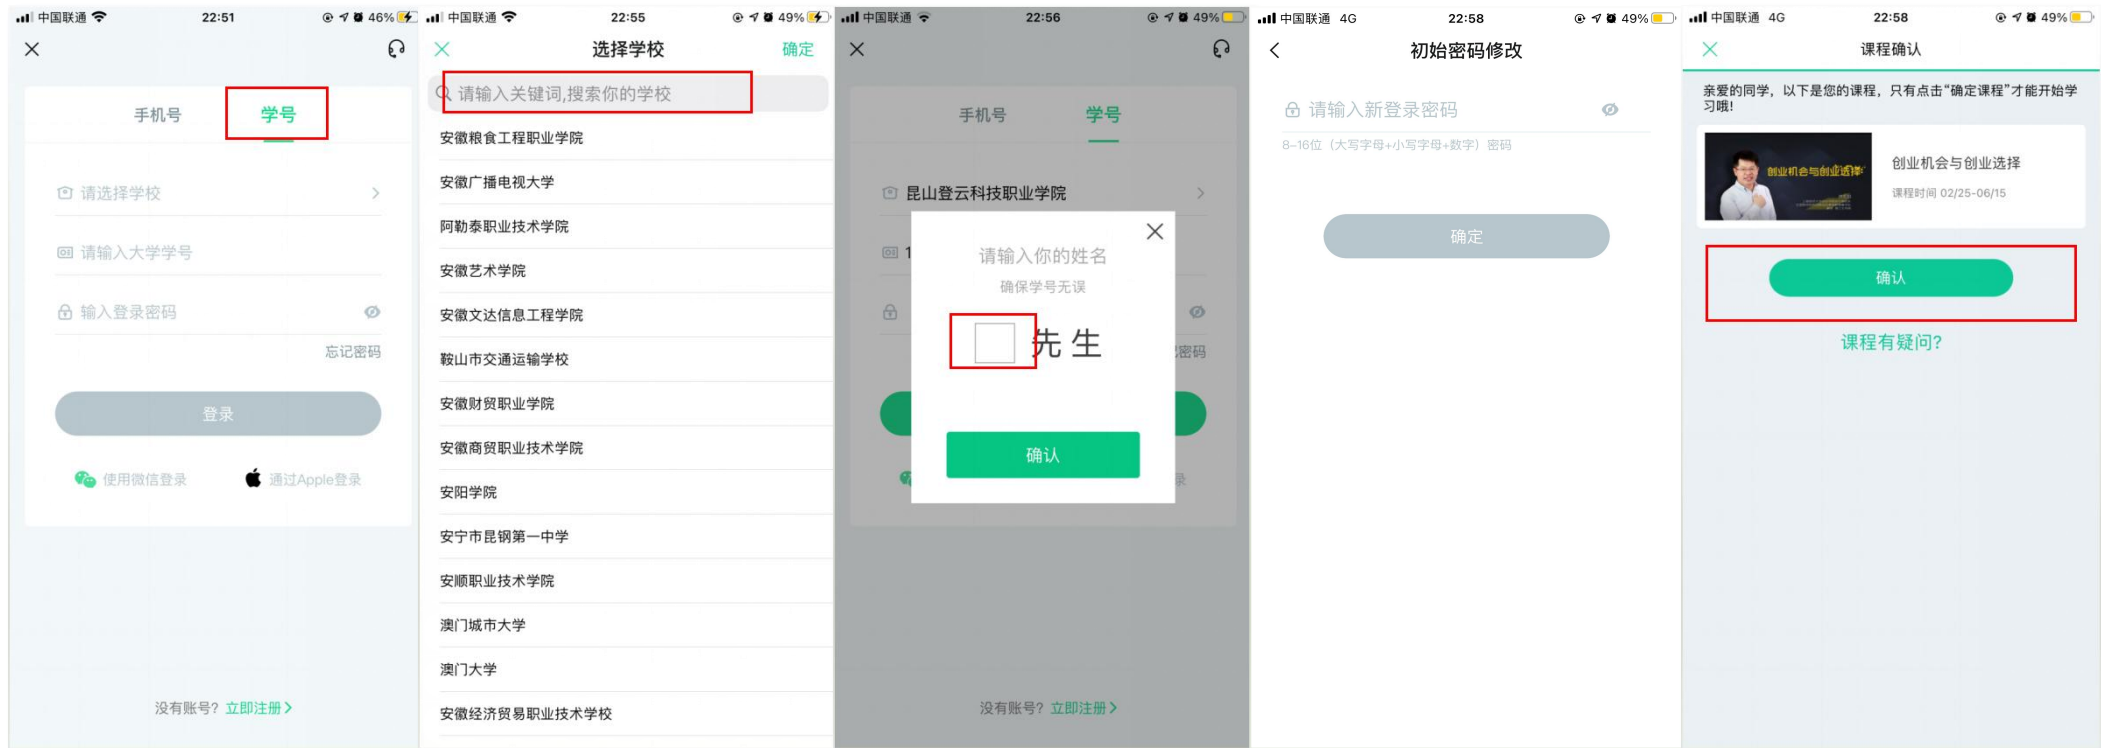 中国联通
22:51
46%
手机号
学号
请选择学校
请输入大学学号
输入登录密码
忘记密码
登录
使用微信登录
通过Apple登录
没有账号? 立即注册
中国联通
22:55
49%
选择学校
确定
请输入关键词,搜索你的学校
安徽粮食工程职业学院
安徽广播电视大学
阿勒泰职业技术学院
安徽艺术学院
安徽文达信息工程学院
鞍山市交通运输学校
安徽财贸职业学院
安徽商贸职业技术学院
安阳学院
安宁市昆钢第一中学
安顺职业技术学院
澳门城市大学
澳门大学
安徽经济贸易职业技术学校
中国联通
22:56
49%
手机号
学号
昆山登云科技职业学院
1
请输入你的姓名
确保学号无误
先生
密码
确认
录
没有账号? 立即注册
中国联通 4G
22:58
49%
初始密码修改
请输入新登录密码
8-16位（大写字母+小写字母+数字）密码
确定
中国联通 4G
22:58
49%
课程确认
亲爱的同学，以下是您的课程，只有点击“确定课程”才能开始学
习哦!
创业机会与创业选择
创业机会与创业选择
课程时间 02/25-06/15
确认
课程有疑问?